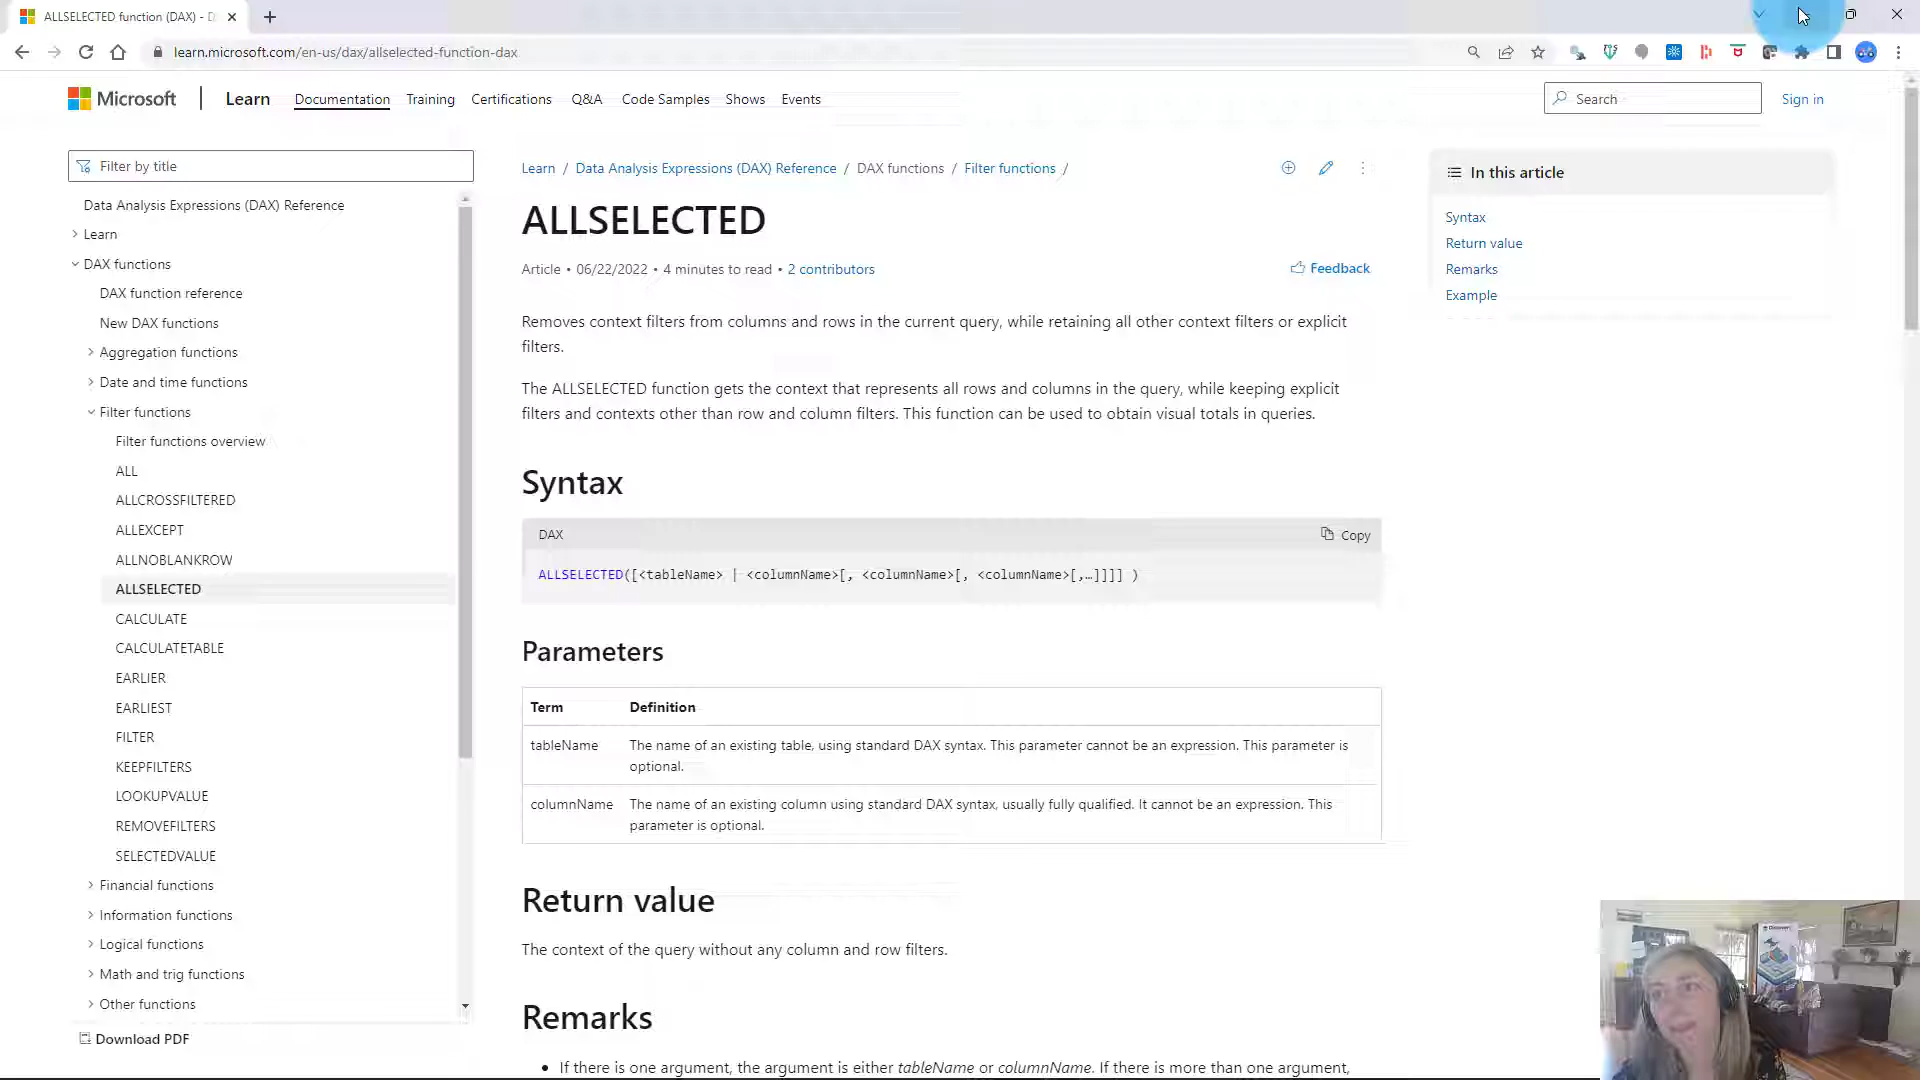 ALLSELECTED function (DAX) - D
learn.microsoft.com/en-us/dax/allselected-function-dax
Microsoft
Learn
Documentation
Training
Certifications
Q&A
Code Samples
Shows
Events
Search
Sign in
Filter by title
Data Analysis Expressions (DAX) Reference
Learn
DAX functions
DAX function reference
New DAX functions
Aggregation functions
Date and time functions
Filter functions
Filter functions overview
ALL
ALLCROSSFILTERED
ALLEXCEPT
ALLNOBLANKROW
ALLSELECTED
CALCULATE
CALCULATETABLE
EARLIER
EARLIEST
FILTER
KEEPFILTERS
LOOKUPVALUE
REMOVEFILTERS
SELECTEDVALUE
Financial functions
Information functions
Logical functions
Math and trig functions
Other functions
Download PDF
Learn / Data Analysis Expressions (DAX) Reference / DAX functions / Filter functions /
ALLSELECTED
Article • 06/22/2022 • 4 minutes to read • 2 contributors
Feedback
Removes context filters from columns and rows in the current query, while retaining all other context filters or explicit
filters.
The ALLSELECTED function gets the context that represents all rows and columns in the query, while keeping explicit
filters and contexts other than row and column filters. This function can be used to obtain visual totals in queries.
Syntax
DAX
Copy
ALLSELECTED([<tableName> | <columnName>[, <columnName>[, <columnName>[,…]]]] )
Parameters
Term Definition
tableName The name of an existing table, using standard DAX syntax. This parameter cannot be an expression. This parameter is
optional.
columnName The name of an existing column using standard DAX syntax, usually fully qualified. It cannot be an expression. This
parameter is optional.
Return value
The context of the query without any column and row filters.
Remarks
• If there is one argument, the argument is either tableName or columnName. If there is more than one argument,
In this article
Syntax
Return value
Remarks
Example